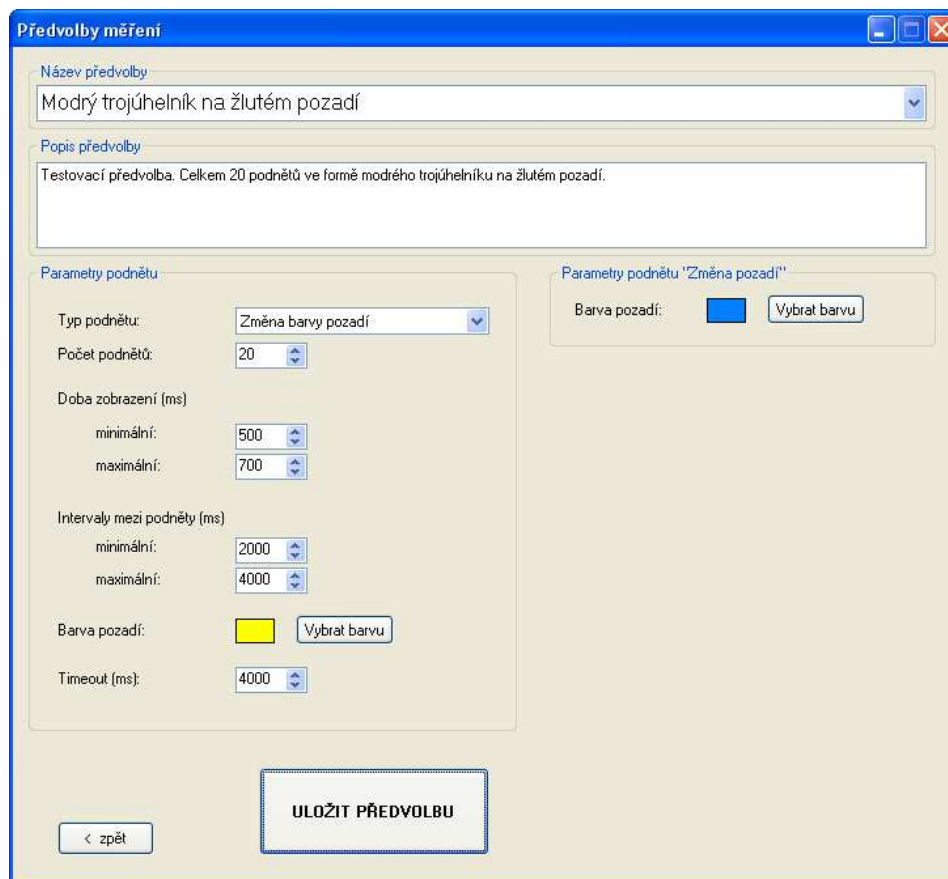 Předvolby měření
Název předvolby
Modrý trojúhelník na žlutém pozadí
Popis předvolby
Testovací předvolba. Celkem 20 podnětů ve formě modrého trojúhelníku na žlutém pozadí.
Parametry podnětu
Typ podnětu: Změna barvy pozadí
Počet podnětů: 20
Doba zobrazení (ms)
minimální: 500
maximální: 700
Intervaly mezi podněty (ms)
minimální: 2000
maximální: 4000
Barva pozadí: Vybrat barvu
Timeout (ms): 4000
Parametry podnětu "Změna pozadí"
Barva pozadí: Vybrat barvu
ULOŽIT PŘEDVOLBU
< zpět